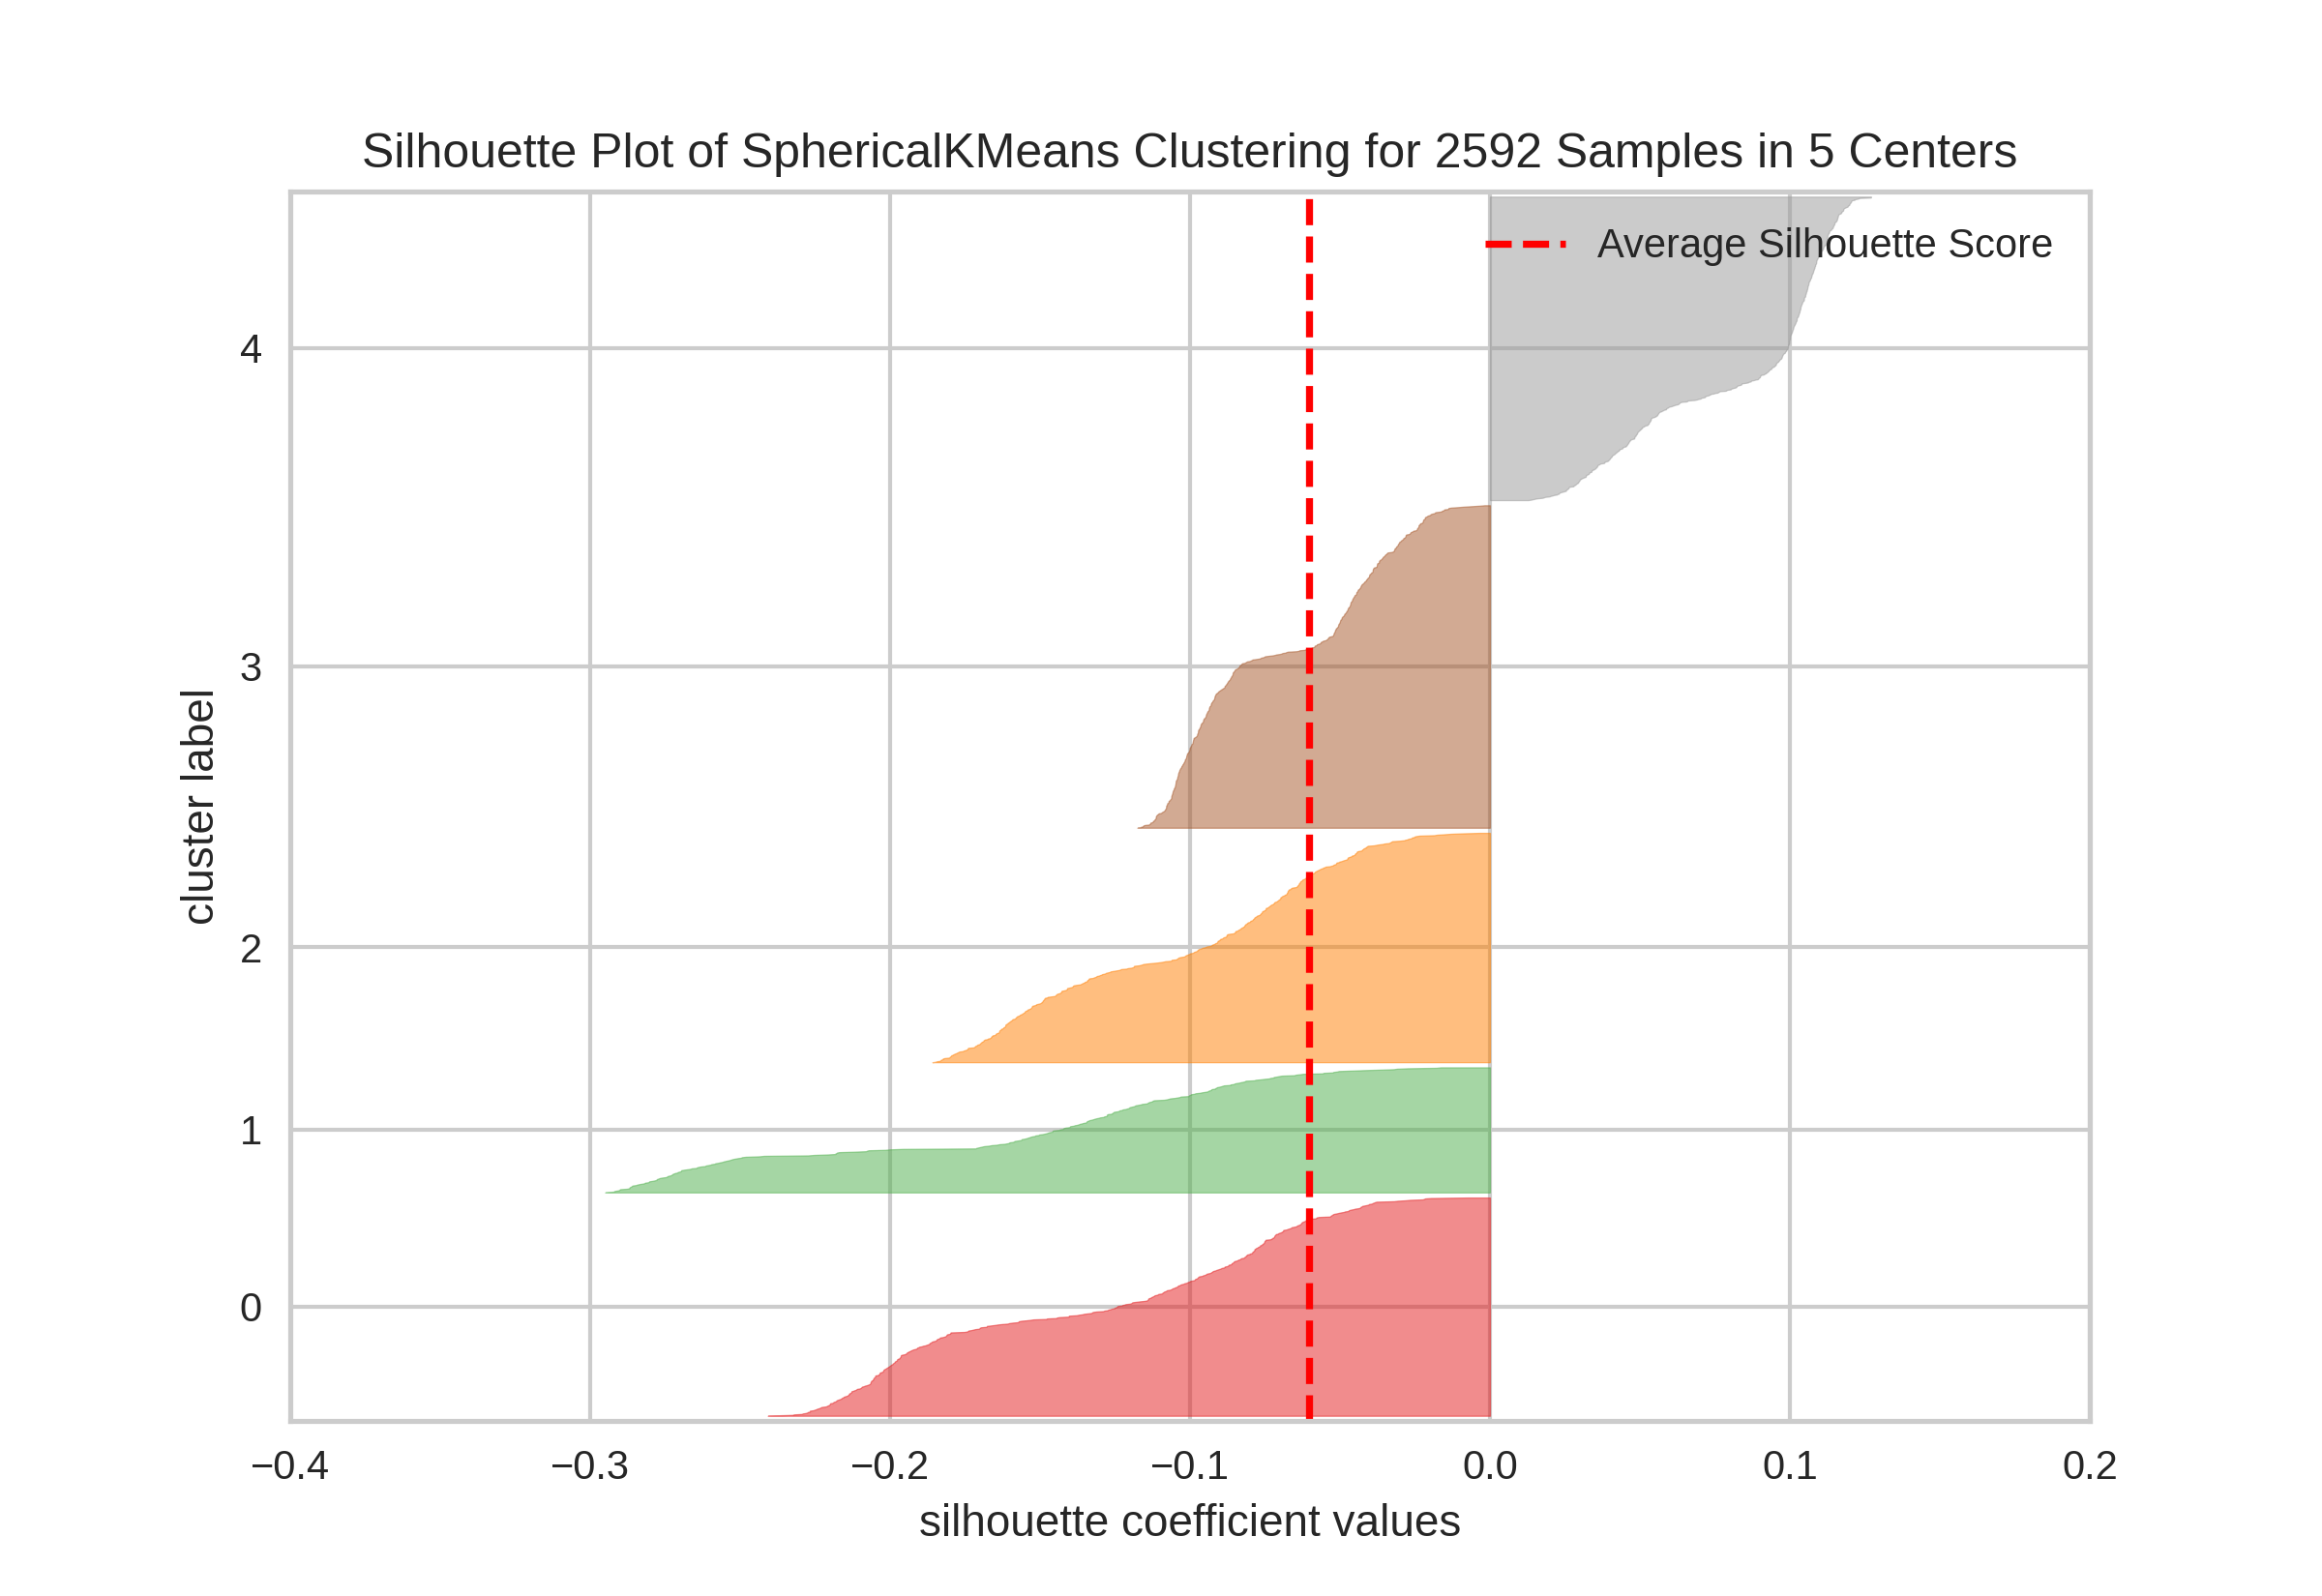 Silhouette Plot of SphericalKMeans Clustering for 2592 Samples in 5 Centers
Average Silhouette Score
4
3
2
1
0
cluster label
−0.4 −0.3 −0.2 −0.1 0.0 0.1 0.2
silhouette coefficient values